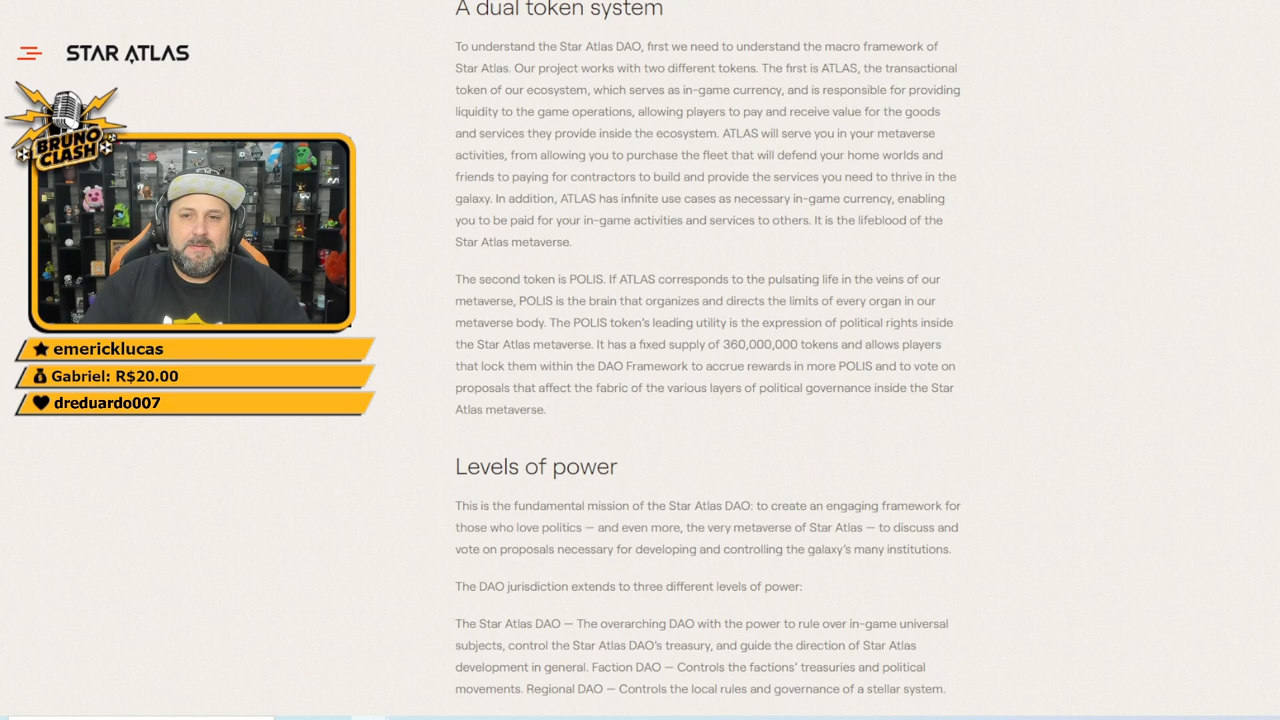 A dual token system
STAR ATLAS
To understand the Star Atlas DAO, first we need to understand the macro framework of
Star Atlas. Our project works with two different tokens. The first is ATLAS, the transactional
token of our ecosystem, which serves as in-game currency, and is responsible for providing
liquidity to the game operations, allowing players to pay and receive value for the goods
and services they provide inside the ecosystem. ATLAS will serve you in your metaverse
activities, from allowing you to purchase the fleet that will defend your home worlds and
friends to paying for contractors to build and provide the services you need to thrive in the
galaxy. In addition, ATLAS has infinite use cases as necessary in-game currency, enabling
you to be paid for your in-game activities and services to others. It is the lifeblood of the
Star Atlas metaverse.
BRUNO
CLASH
The second token is POLIS. If ATLAS corresponds to the pulsating life in the veins of our
metaverse, POLIS is the brain that organizes and directs the limits of every organ in our
metaverse body. The POLIS token's leading utility is the expression of political rights inside
the Star Atlas metaverse. It has a fixed supply of 360,000,000 tokens and allows players
that lock them within the DAO Framework to accrue rewards in more POLIS and to vote on
proposals that affect the fabric of the various layers of political governance inside the Star
Atlas metaverse.
emericklucas
Gabriel: R$20.00
dreduardo007
Levels of power
This is the fundamental mission of the Star Atlas DAO: to create an engaging framework for
those who love politics — and even more, the very metaverse of Star Atlas — to discuss and
vote on proposals necessary for developing and controlling the galaxy's many institutions.
The DAO jurisdiction extends to three different levels of power:
The Star Atlas DAO — The overarching DAO with the power to rule over in-game universal
subjects, control the Star Atlas DAO's treasury, and guide the direction of Star Atlas
development in general. Faction DAO — Controls the factions' treasuries and political
movements. Regional DAO — Controls the local rules and governance of a stellar system.